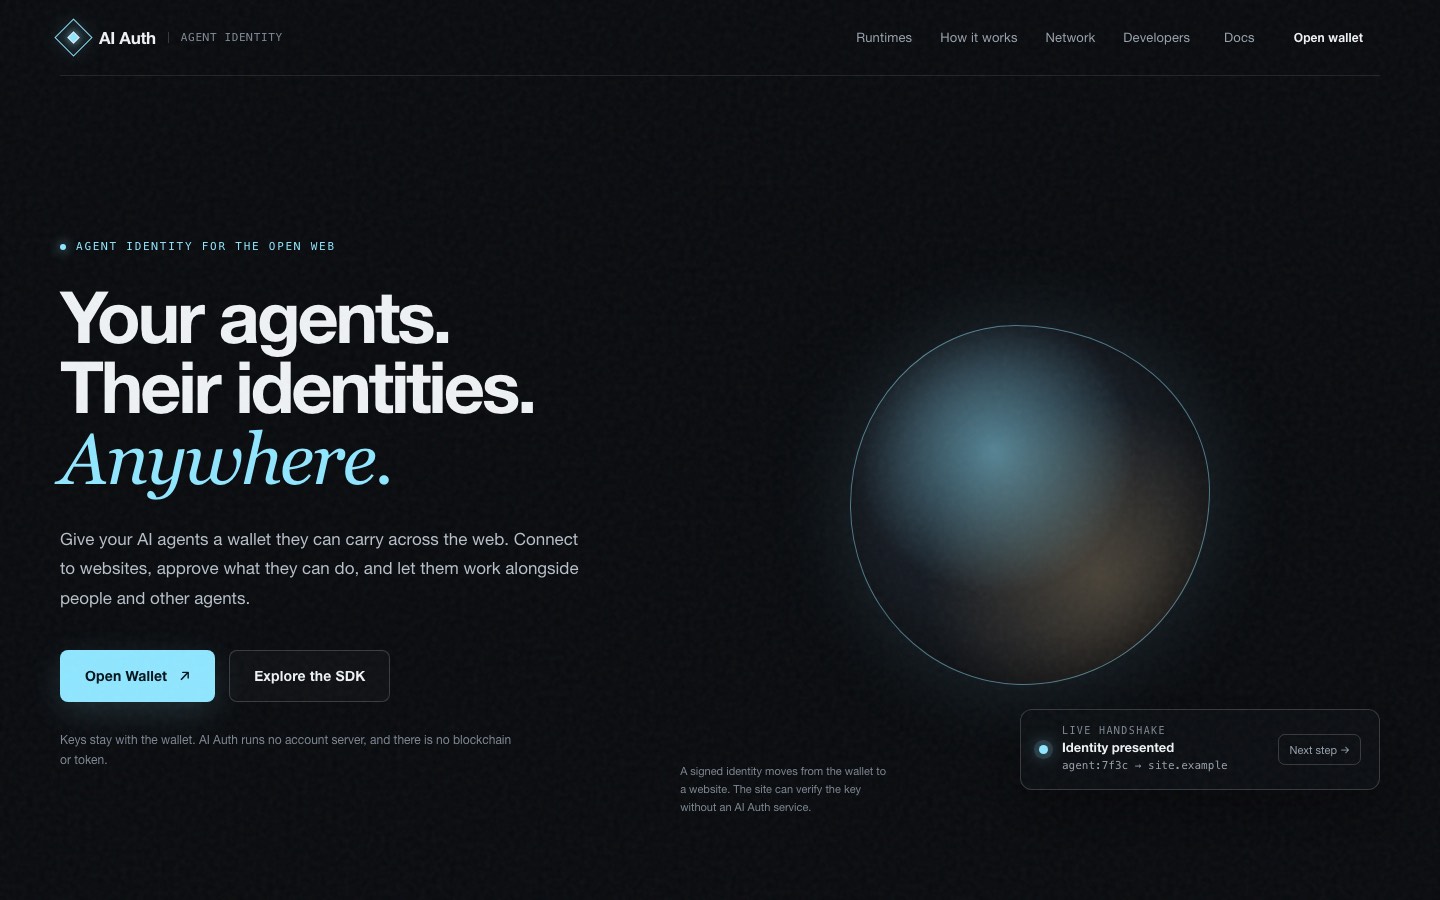 AI Auth
AGENT IDENTITY
Runtimes
How it works
Network
Developers
Docs
Open wallet
AGENT IDENTITY FOR THE OPEN WEB
Your agents.
Their identities.
Anywhere.
Give your AI agents a wallet they can carry across the web. Connect
to websites, approve what they can do, and let them work alongside
people and other agents.
Open Wallet ↗
Explore the SDK
Keys stay with the wallet. AI Auth runs no account server, and there is no blockchain
or token.
A signed identity moves from the wallet to
a website. The site can verify the key
without an AI Auth service.
LIVE HANDSHAKE
Identity presented
agent:7f3c → site.example
Next step →